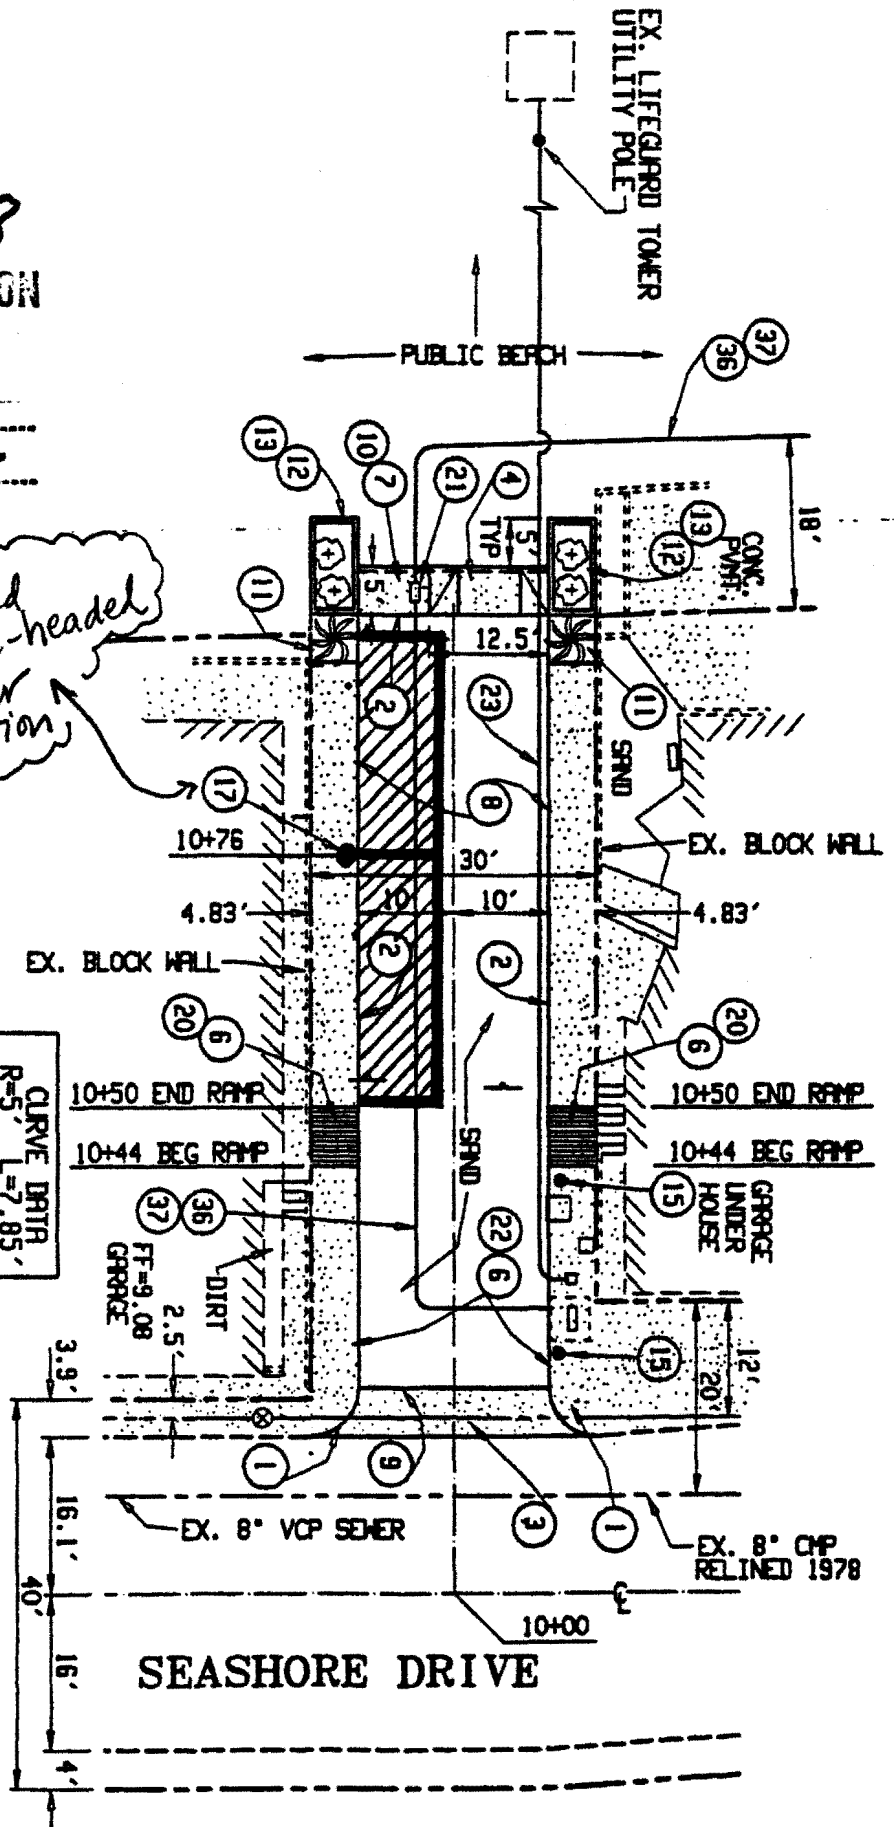 EX. LIFEGUARD TOWER
UTILITY POLE
ON
PUBLIC BEACH
37
36
18'
13
12
10
7
21
4
5'
TYP
13
12
CONC.
PVMT.
5'
headed
11
12.5'
11
2
23
SAND
17
8
10+76
30'
EX. BLOCK WALL
4.83'
10'
10'
4.83'
EX. BLOCK WALL
2
2
20
6
20
6
10+50 END RAMP
10+50 END RAMP
10+44 BEG RAMP
10+44 BEG RAMP
CURVE DATA
R=5' L=7.85'
SAND
15
GARAGE
UNDER
HOUSE
37
36
22
6
DIRT
FF=9.08
GARAGE
2.5'
3.9'
15
12'
20'
1
9
3
1
1
EX. 8" VCP SEWER
EX. 8" CMP
RELINED 1978
16.1'
40'
℄
10+00
16'
SEASHORE DRIVE
4'